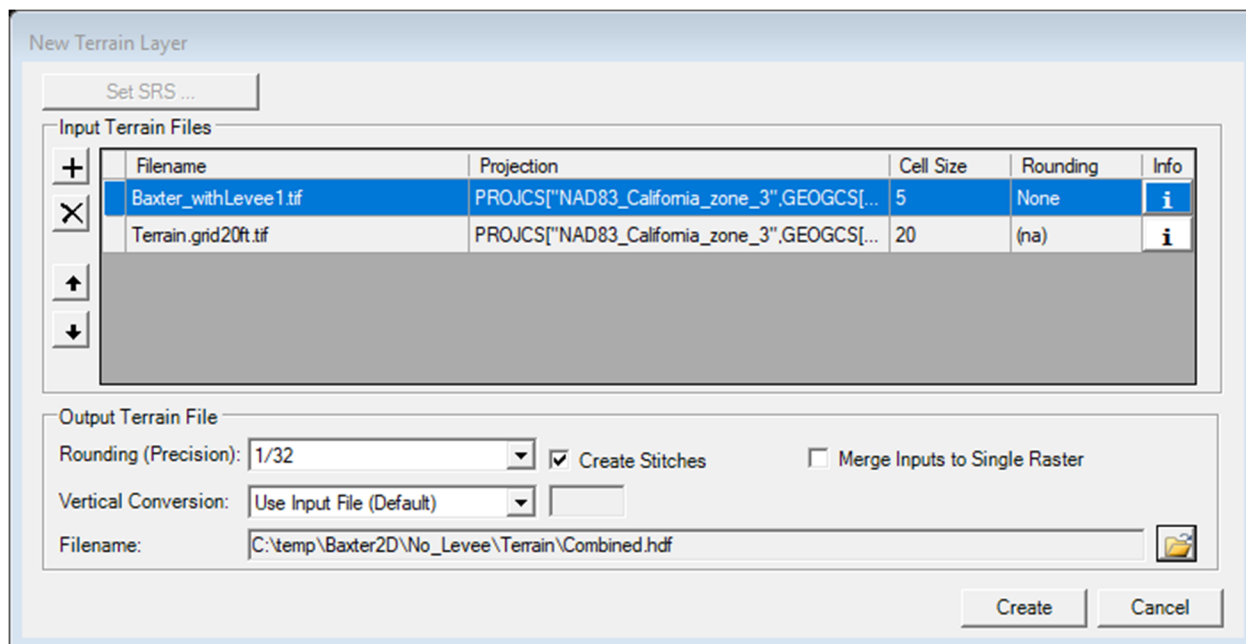 New Terrain Layer
Set SRS ...
Input Terrain Files
Filename Projection Cell Size Rounding Info
Baxter_withLevee1.tif PROJCS["NAD83_California_zone_3",GEOGCS[... 5 None i
Terrain.grid20ft.tif PROJCS["NAD83_California_zone_3",GEOGCS[... 20 (na) i
Output Terrain File
Rounding (Precision): 1/32 Create Stitches Merge Inputs to Single Raster
Vertical Conversion: Use Input File (Default)
Filename: C:\temp\Baxter2D\No_Levee\Terrain\Combined.hdf
Create Cancel